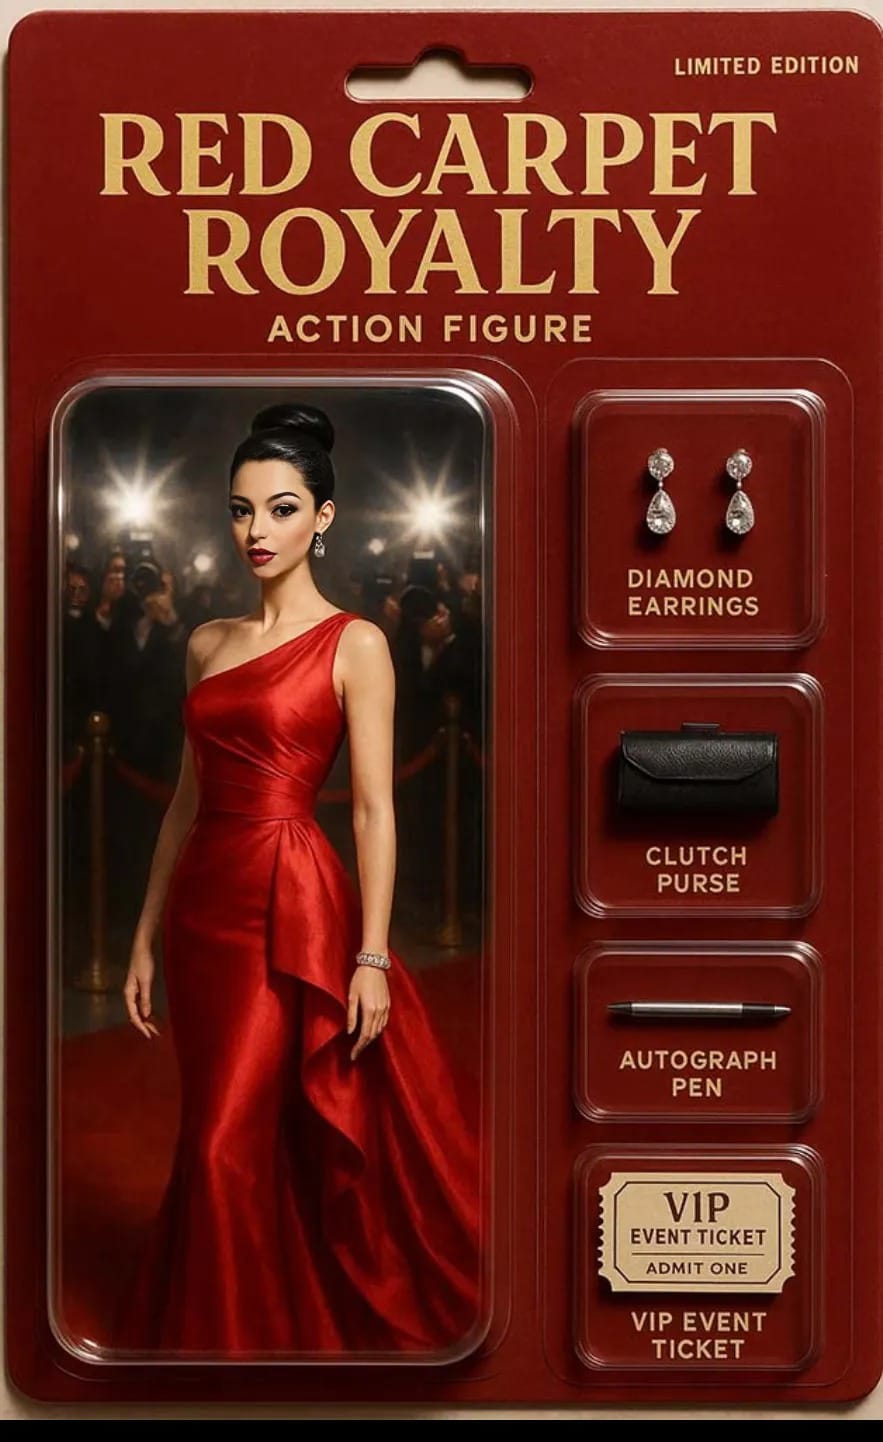 LIMITED EDITION
RED CARPET
ROYALTY
ACTION FIGURE
DIAMOND
EARRINGS
CLUTCH
PURSE
AUTOGRAPH
PEN
VIP
EVENT TICKET
ADMIT ONE
VIP EVENT
TICKET